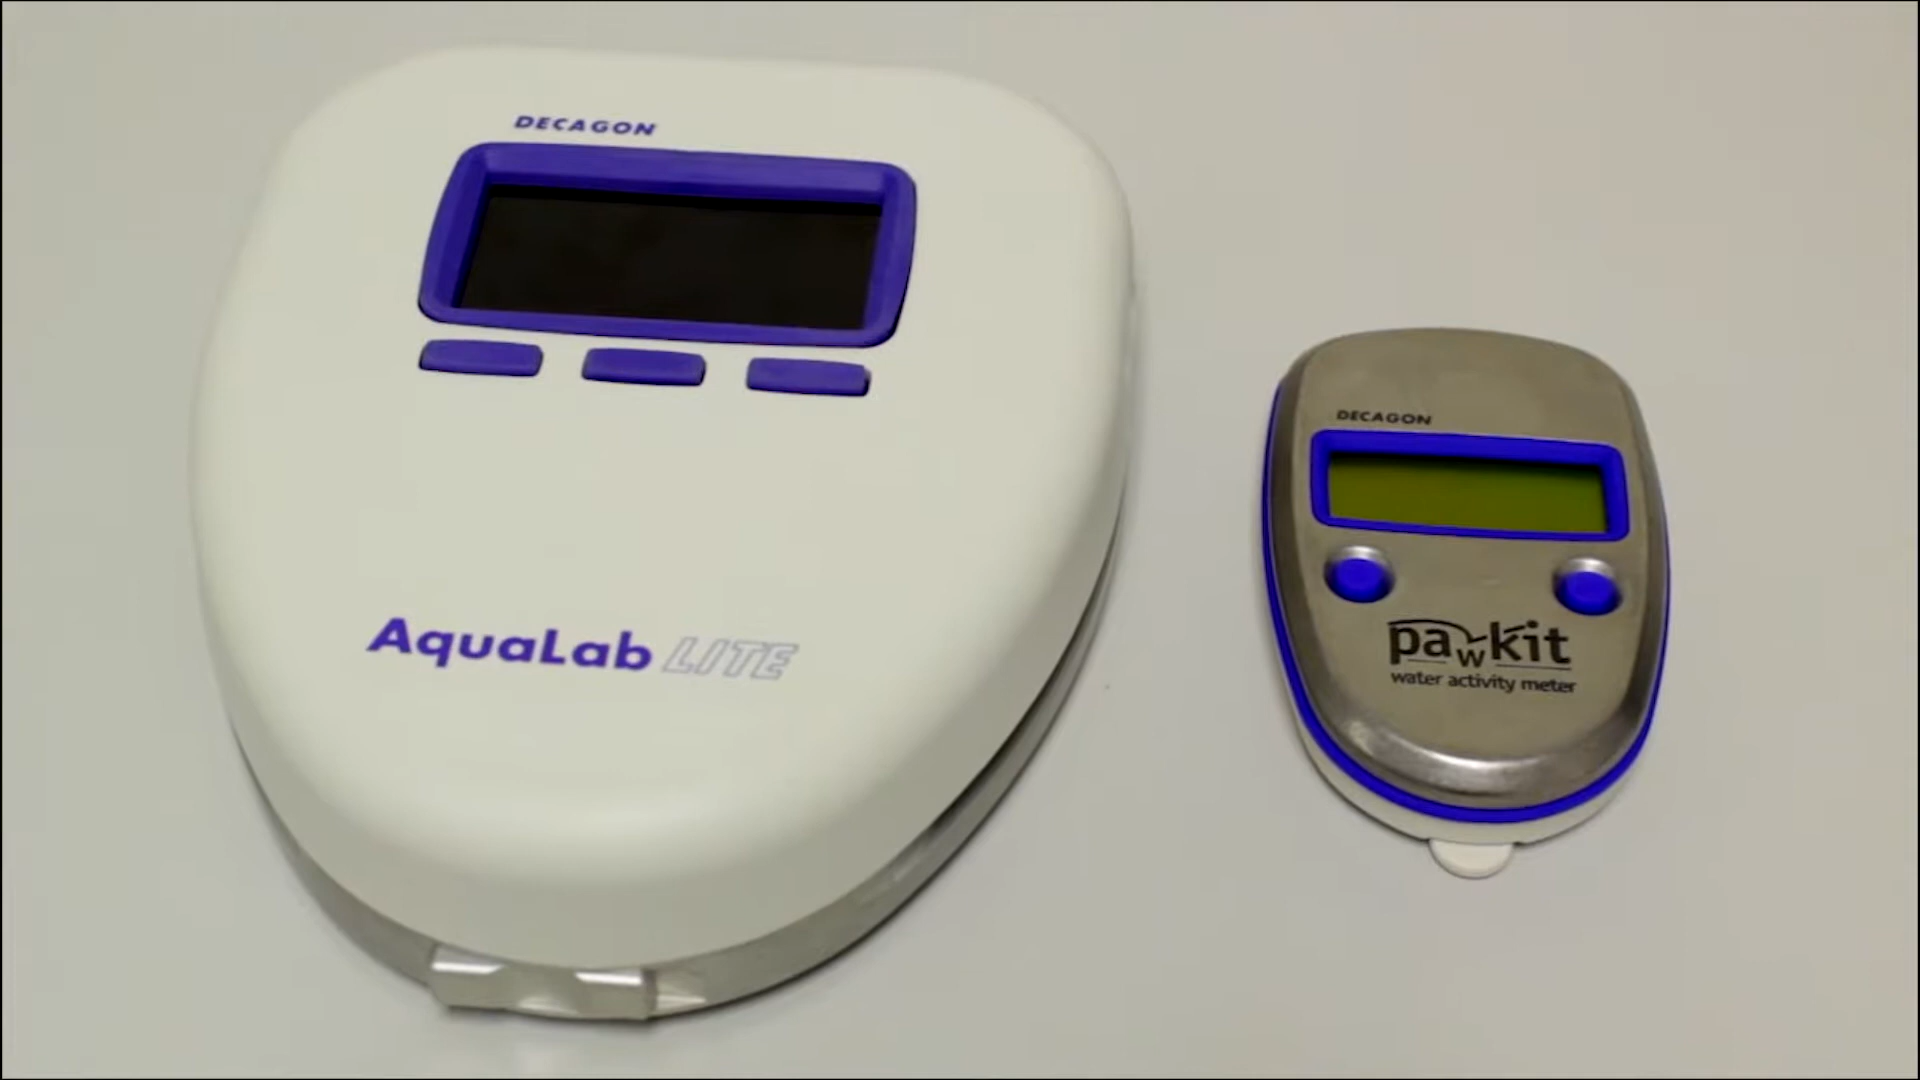 DECAGON
AquaLab LITE
DECAGON
pawkit
water activity meter